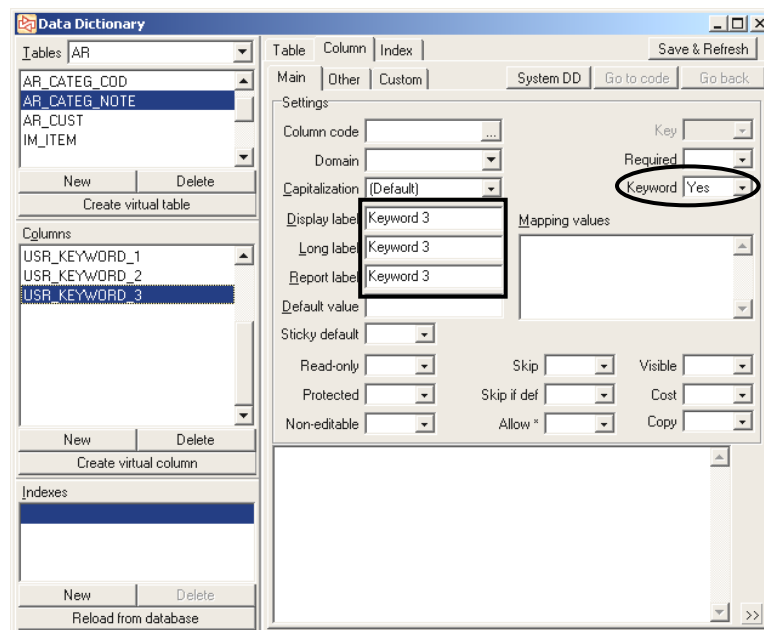 Data Dictionary
Tables AR
AR_CATEG_COD
AR_CATEG_NOTE
AR_CUST
IM_ITEM
New Delete
Create virtual table
Columns
USR_KEYWORD_1
USR_KEYWORD_2
USR_KEYWORD_3
New Delete
Create virtual column
Indexes
New Delete
Reload from database
Table Column Index Save & Refresh
Main Other Custom System DD Go to code Go back
Settings
Column code ... Key
Domain Required
Capitalization (Default) Keyword Yes
Display label Keyword 3 Mapping values
Long label Keyword 3
Report label Keyword 3
Default value
Sticky default
Read-only Skip Visible
Protected Skip if def Cost
Non-editable Allow * Copy
>>